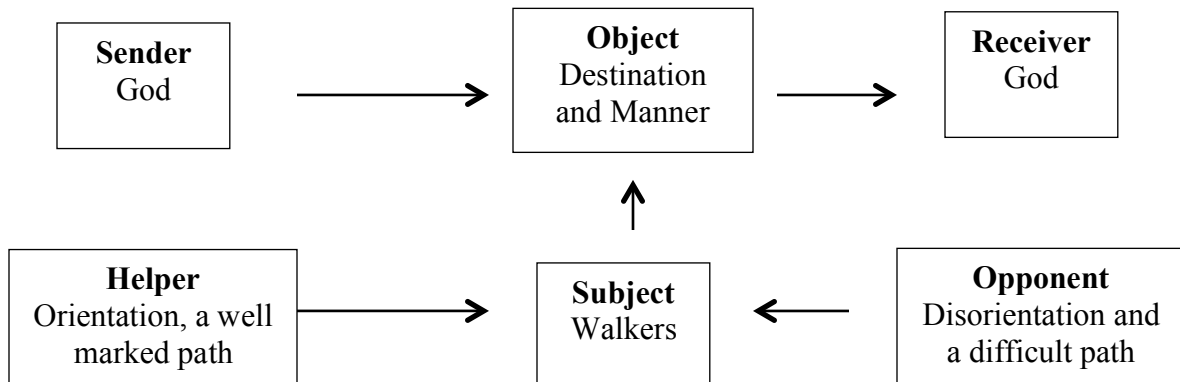 Sender
God
Object
Destination
and Manner
Receiver
God
Helper
Orientation, a well
marked path
Subject
Walkers
Opponent
Disorientation and
a difficult path